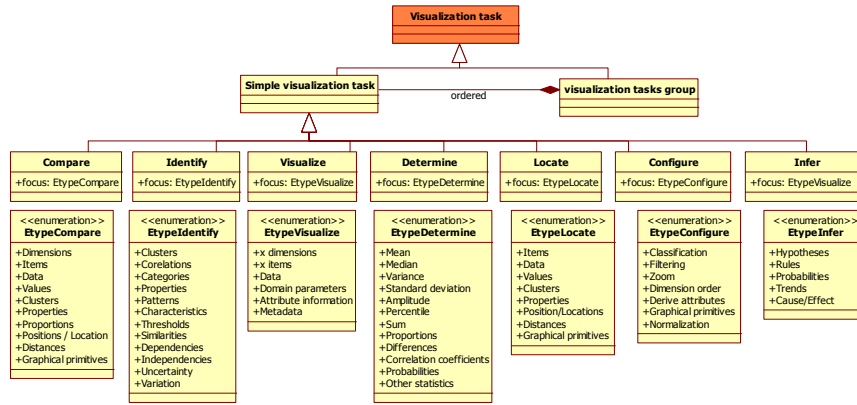 Visualization task
Simple visualization task
visualization tasks group
ordered
Compare
+focus: EtypeCompare
Identify
+focus: EtypeIdentify
Visualize
+focus: EtypeVisualize
Determine
+focus: EtypeDetermine
Locate
+focus: EtypeLocate
Configure
+focus: EtypeConfigure
Infer
+focus: EtypeVisualize
<<enumeration>>
EtypeCompare
+Dimensions
+Items
+Data
+Values
+Clusters
+Properties
+Proportions
+Positions / Location
+Distances
+Graphical primitives
<<enumeration>>
EtypeIdentify
+Clusters
+Corelations
+Categories
+Properties
+Patterns
+Characteristics
+Thresholds
+Similarities
+Dependencies
+Independencies
+Uncertainty
+Variation
<<enumeration>>
EtypeVisualize
+x dimensions
+x items
+Data
+Domain parameters
+Attribute information
+Metadata
<<enumeration>>
EtypeDetermine
+Mean
+Median
+Variance
+Standard deviation
+Amplitude
+Percentile
+Sum
+Proportions
+Differences
+Correlation coefficients
+Probabilities
+Other statistics
<<enumeration>>
EtypeLocate
+Items
+Data
+Values
+Clusters
+Properties
+Position/Locations
+Distances
+Graphical primitives
<<enumeration>>
EtypeConfigure
+Classification
+Filtering
+Zoom
+Dimension order
+Derive attributes
+Graphical primitives
+Normalization
<<enumeration>>
EtypeInfer
+Hypotheses
+Rules
+Probabilities
+Trends
+Cause/Effect